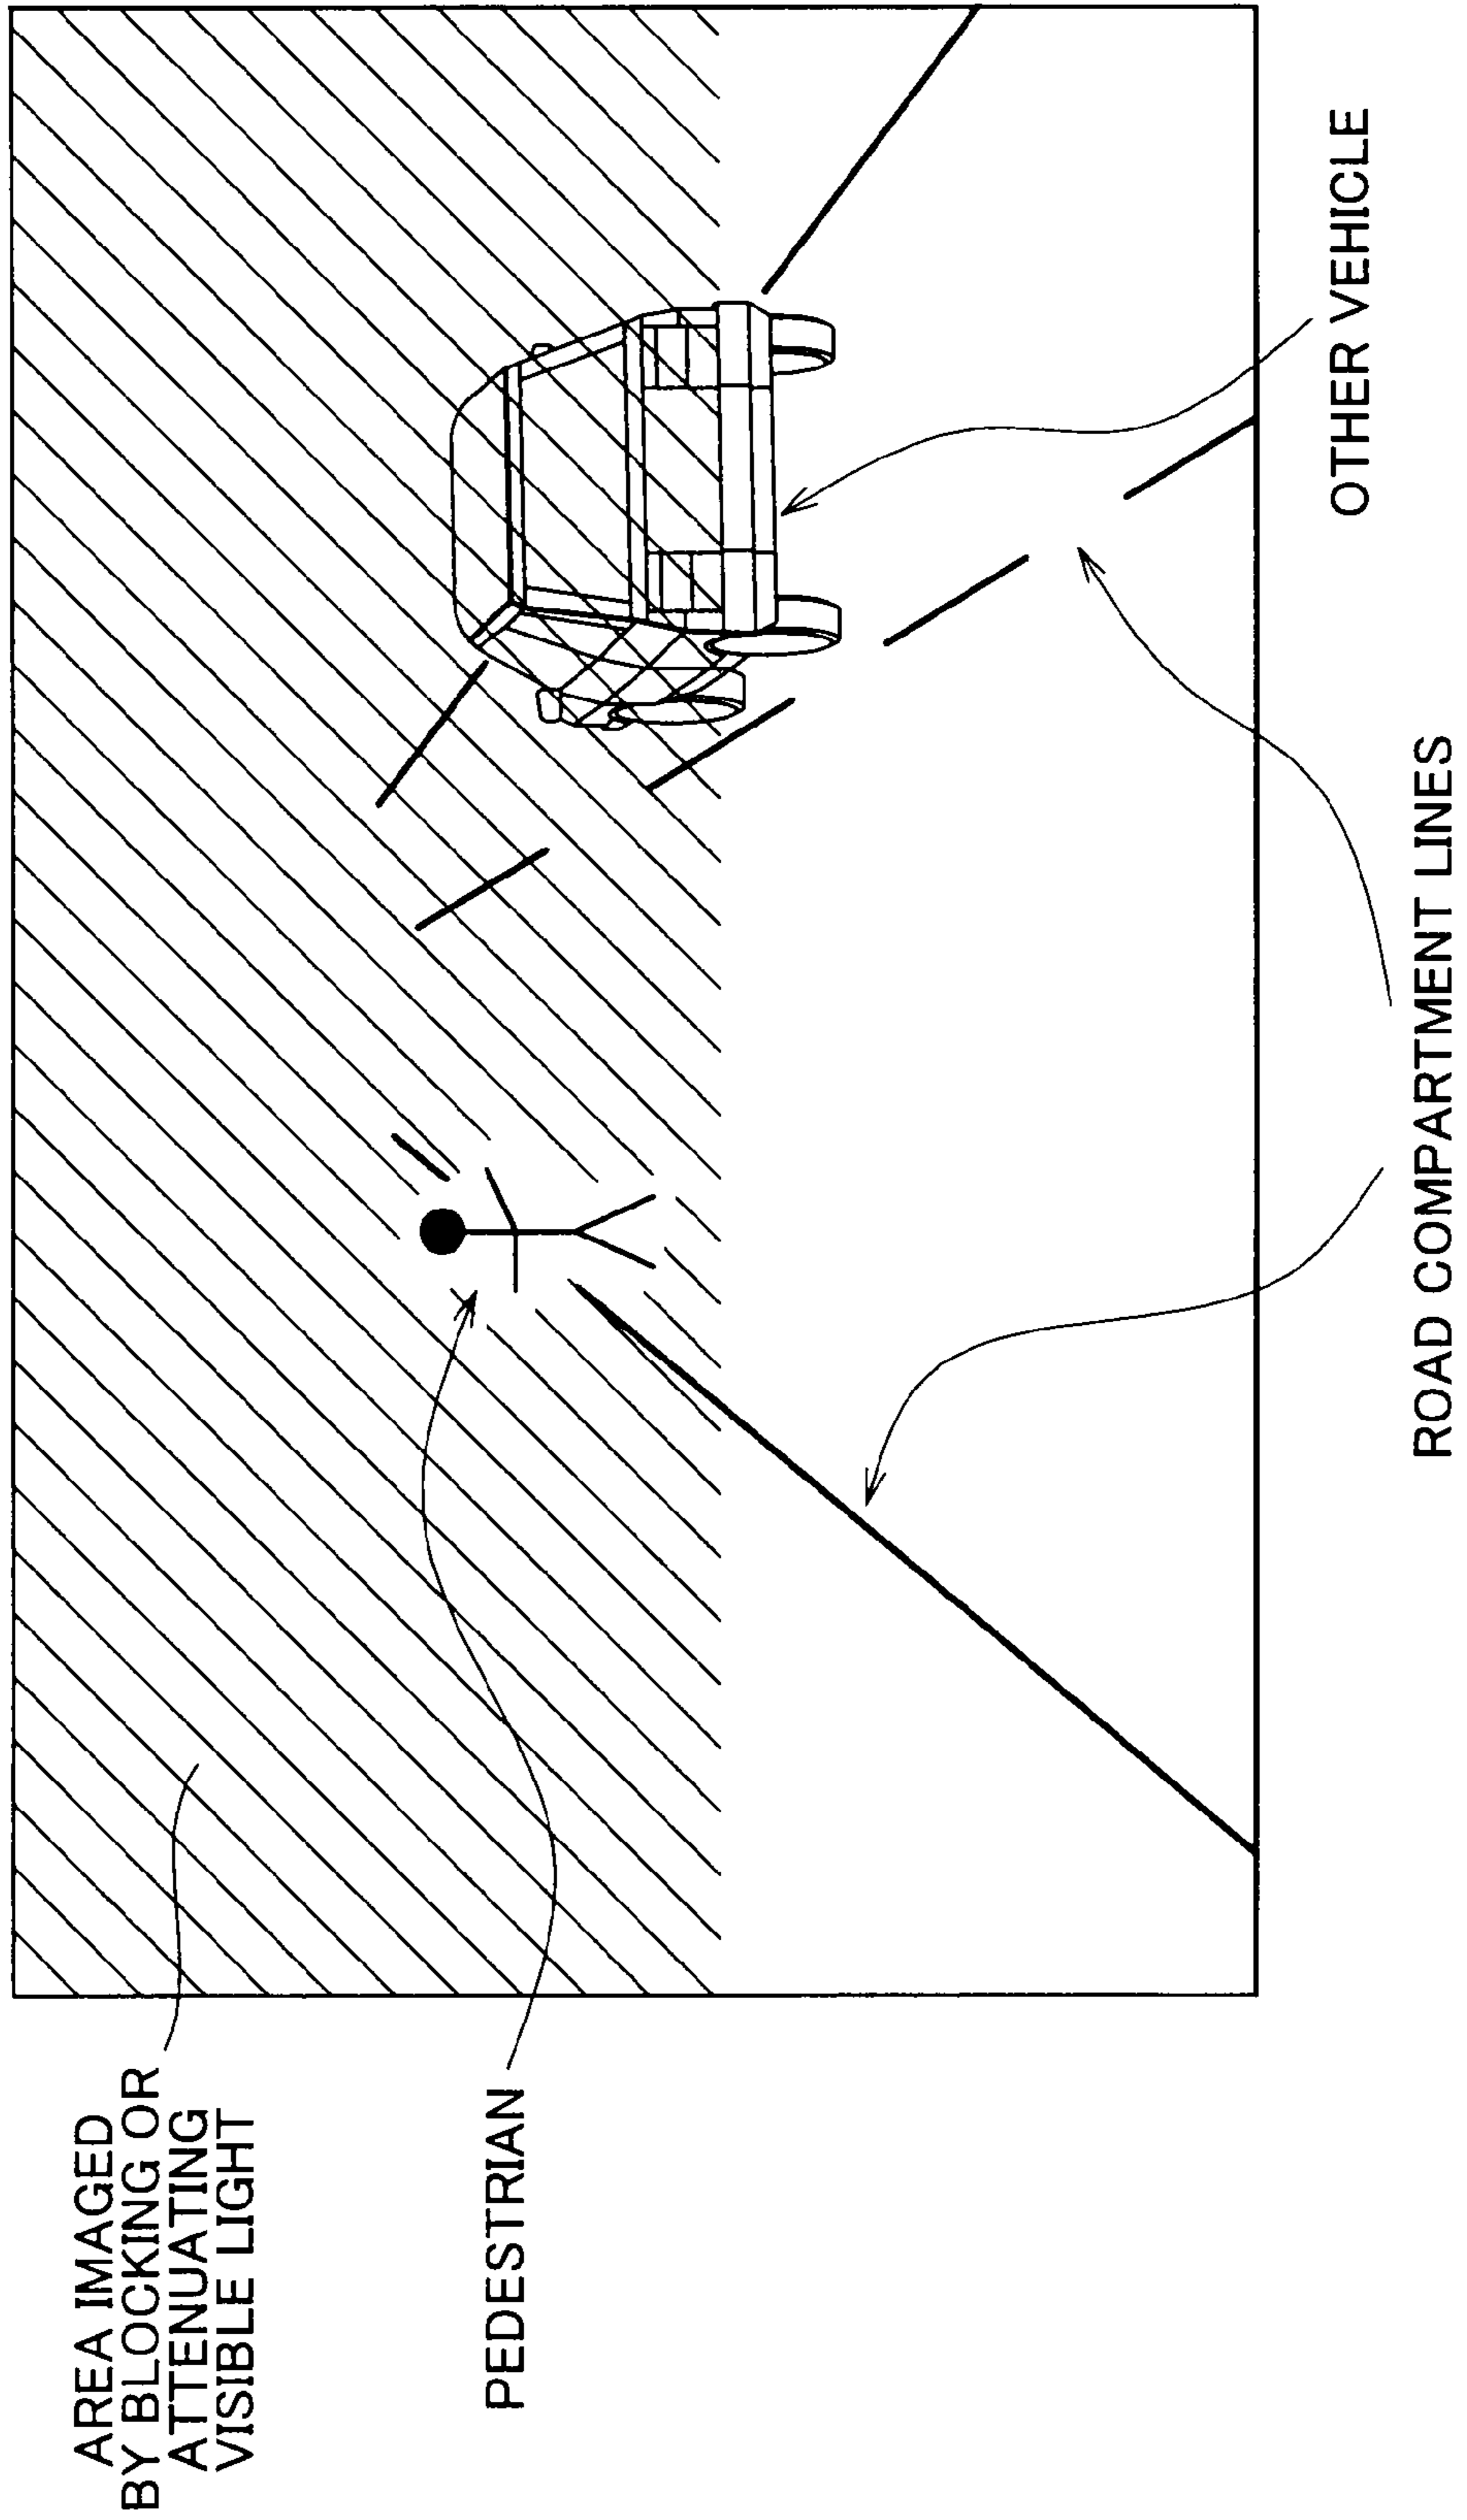 AREA IMAGED
BY BLOCKING OR
ATTENUATING
VISIBLE LIGHT
PEDESTRIAN
OTHER VEHICLE
ROAD COMPARTMENT LINES